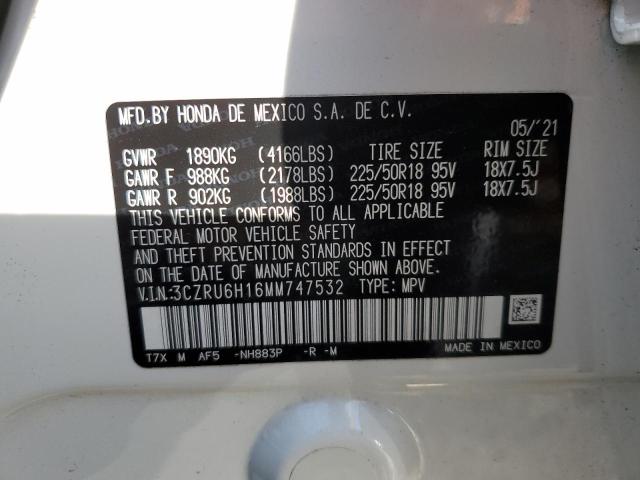 MFD.BY HONDA DE MEXICO S.A. DE C.V.
05/'21
GVWR 1890KG (4166LBS) TIRE SIZE RIM SIZE
GAWR F 988KG (2178LBS) 225/50R18 95V 18X7.5J
GAWR R 902KG (1988LBS) 225/50R18 95V 18X7.5J
THIS VEHICLE CONFORMS TO ALL APPLICABLE
FEDERAL MOTOR VEHICLE SAFETY
AND THEFT PREVENTION STANDARDS IN EFFECT
ON THE DATE OF MANUFACTURE SHOWN ABOVE.
V.I.N.:3CZRU6H16MM747532 TYPE: MPV
T7X M AF5 -NH883P -R -M MADE IN MEXICO